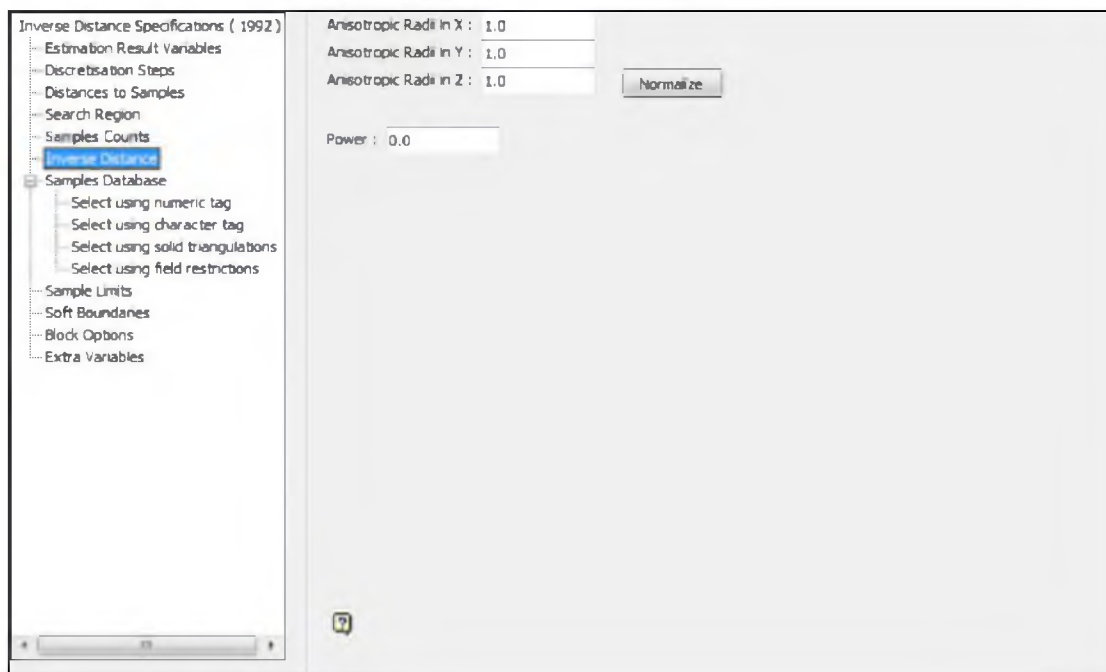 Inverse Distance Specifications ( 1992 )
Estimation Result Variables
Discretisation Steps
Distances to Samples
Search Region
Samples Counts
Inverse Distance
Samples Database
Select using numeric tag
Select using character tag
Select using solid triangulations
Select using field restrictions
Sample Limits
Soft Boundaries
Block Options
Extra Variables
Anisotropic Radii in X : 1.0
Anisotropic Radii in Y : 1.0
Anisotropic Radii in Z : 1.0
Normalize
Power : 0.0
?